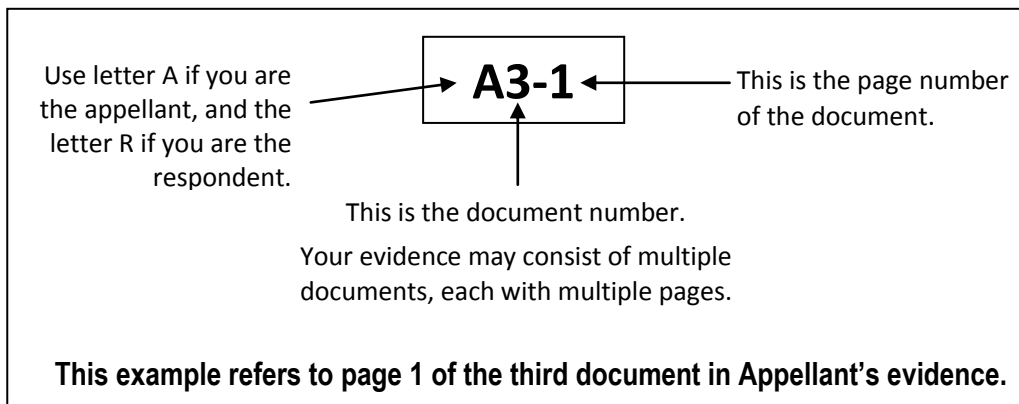 Use letter A if you are
the appellant, and the
letter R if you are the
respondent.
A3-1
This is the page number
of the document.
This is the document number.
Your evidence may consist of multiple
documents, each with multiple pages.
This example refers to page 1 of the third document in Appellant's evidence.